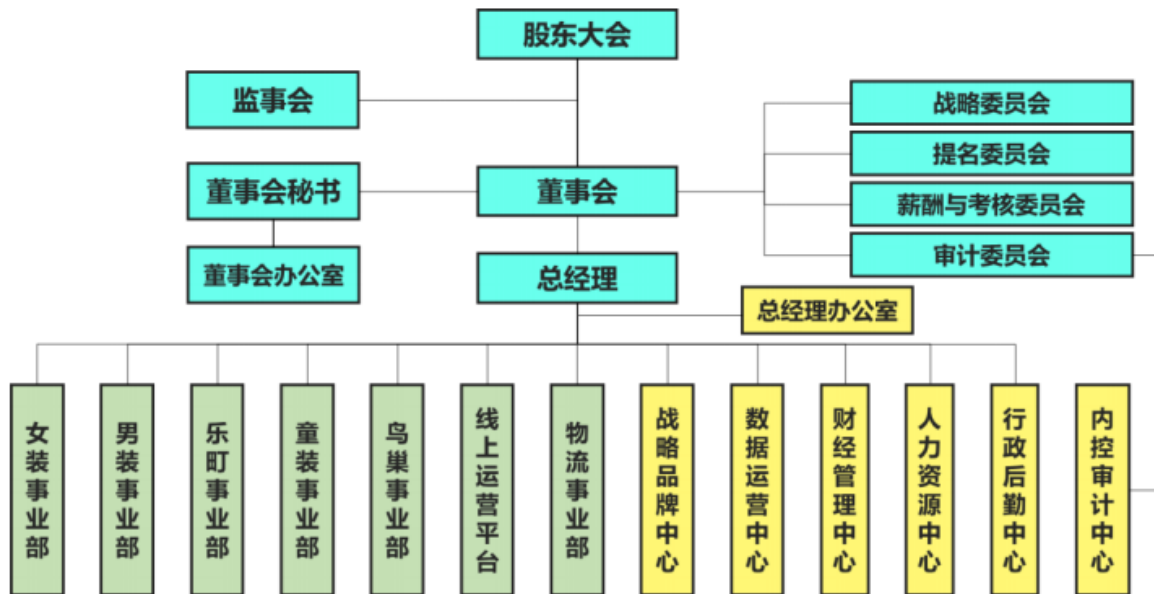 股东大会
监事会
战略委员会
提名委员会
董事会秘书
董事会
薪酬与考核委员会
审计委员会
董事会办公室
总经理
总经理办公室
女装事业部
男装事业部
乐町事业部
童装事业部
鸟巢事业部
线上运营平台
物流事业部
战略品牌中心
数据运营中心
财经管理中心
人力资源中心
行政后勤中心
内控审计中心